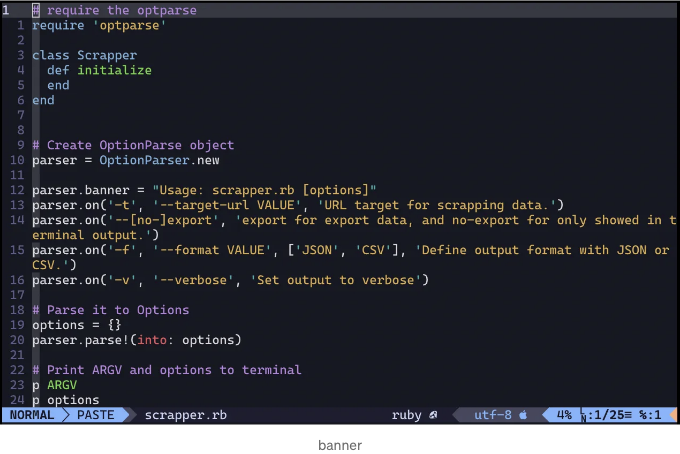 1 # require the optparse
1 require 'optparse'
2
3 class Scrapper
4   def initialize
5   end
6 end
7
8
9 # Create OptionParse object
10 parser = OptionParser.new
11
12 parser.banner = "Usage: scrapper.rb [options]"
13 parser.on('-t', '--target-url VALUE', 'URL target for scrapping data.')
14 parser.on('--[no-]export', 'export for export data, and no-export for only showed in t
erminal output.')
15 parser.on('-f', '--format VALUE', ['JSON', 'CSV'], 'Define output format with JSON or
CSV.')
16 parser.on('-v', '--verbose', 'Set output to verbose')
17
18 # Parse it to Options
19 options = {}
20 parser.parse!(into: options)
21
22 # Print ARGV and options to terminal
23 p ARGV
24 p options
NORMAL PASTE scrapper.rb ruby utf-8 4% :1/25≡ %:1
banner